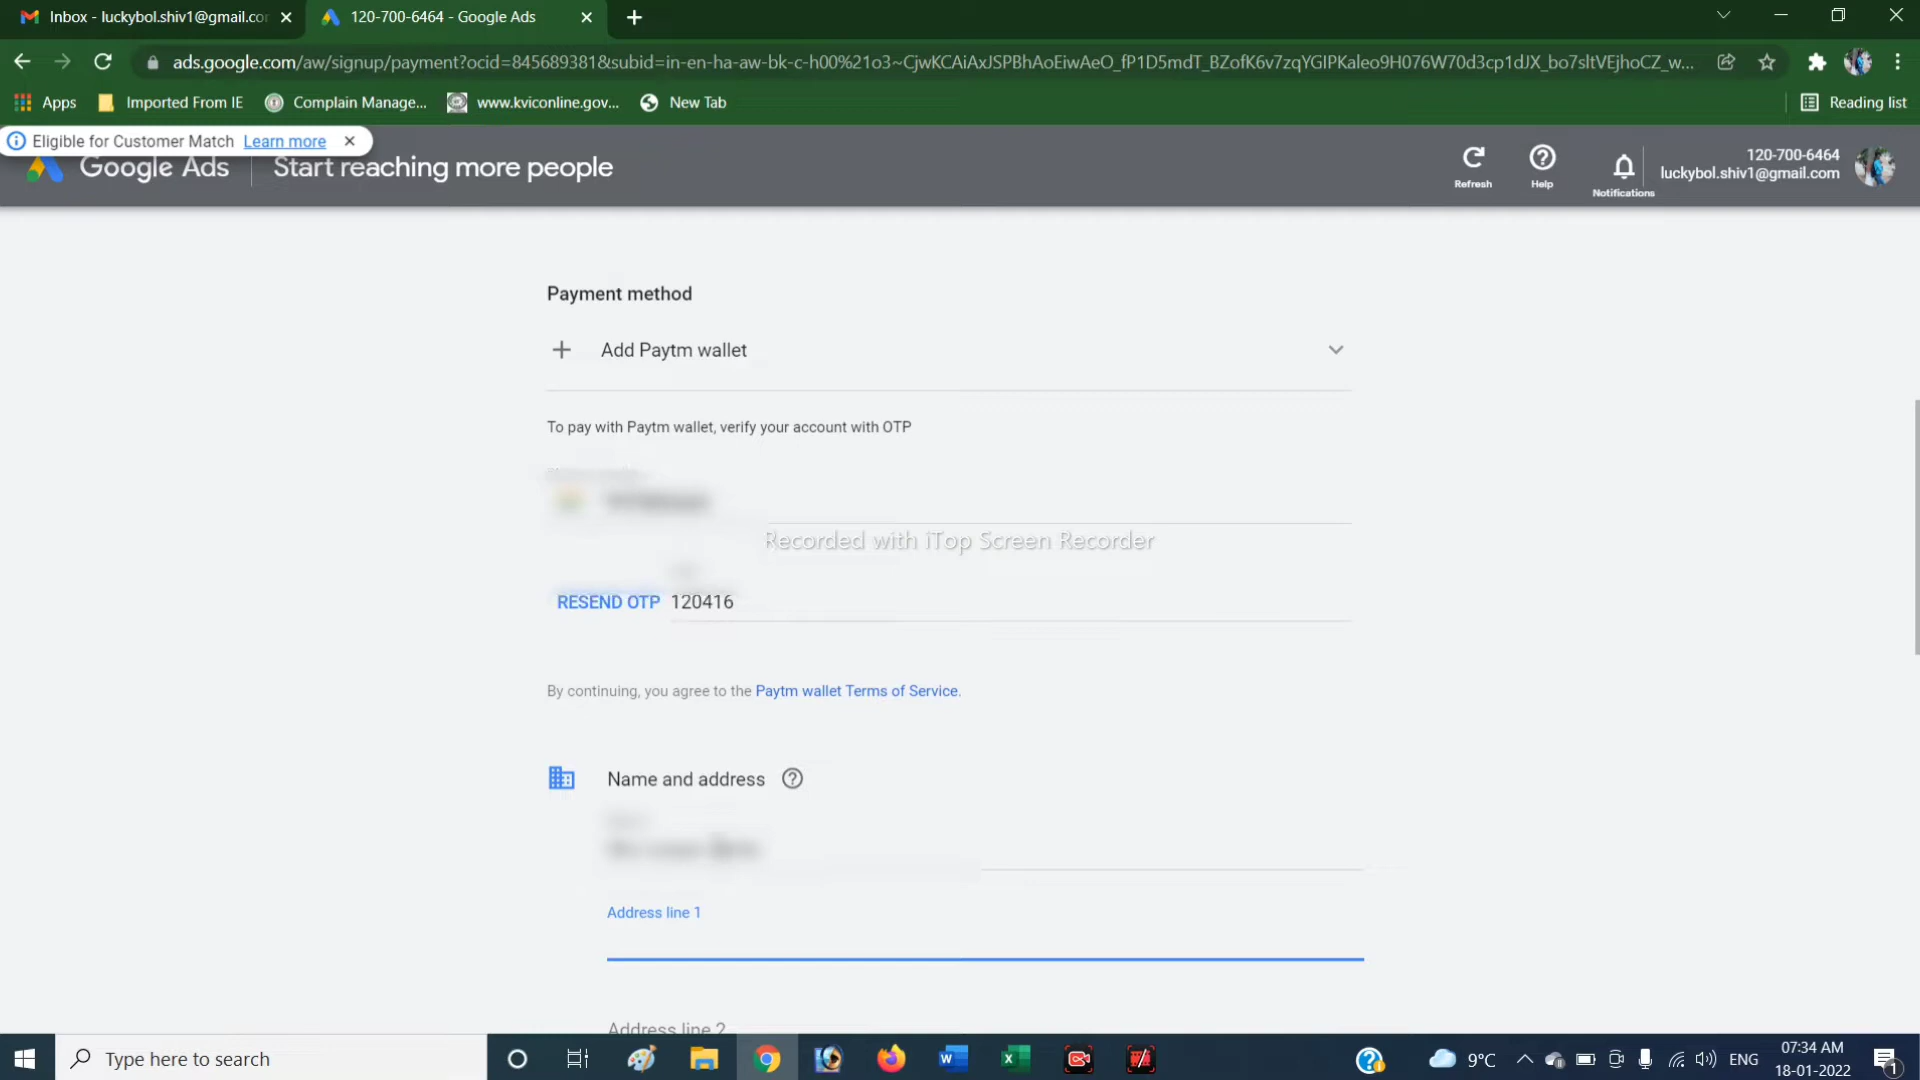 Inbox - luckybol.shiv1@gmail.co
120-700-6464 - Google Ads
ads.google.com/aw/signup/payment?ocid=845689381&subid=in-en-ha-aw-bk-c-h00%21o3~CjwKCAiAxJSPBhAoEiwAeO_fP1D5mdT_BZofK6v7zqYGIPKaleo9H076W70d3cp1dJX_bo7sltVEjhoCZ_w...
Apps
Imported From IE
Complain Manage...
www.kviconline.gov...
New Tab
Reading list
Eligible for Customer Match Learn more
Google Ads
Start reaching more people
Refresh
Help
Notifications
120-700-6464
luckybol.shiv1@gmail.com
Payment method
Add Paytm wallet
To pay with Paytm wallet, verify your account with OTP
Recorded with iTop Screen Recorder
RESEND OTP 120416
By continuing, you agree to the Paytm wallet Terms of Service.
Name and address
Address line 1
Address line 2
Type here to search
9°C
ENG
07:34 AM
18-01-2022
1